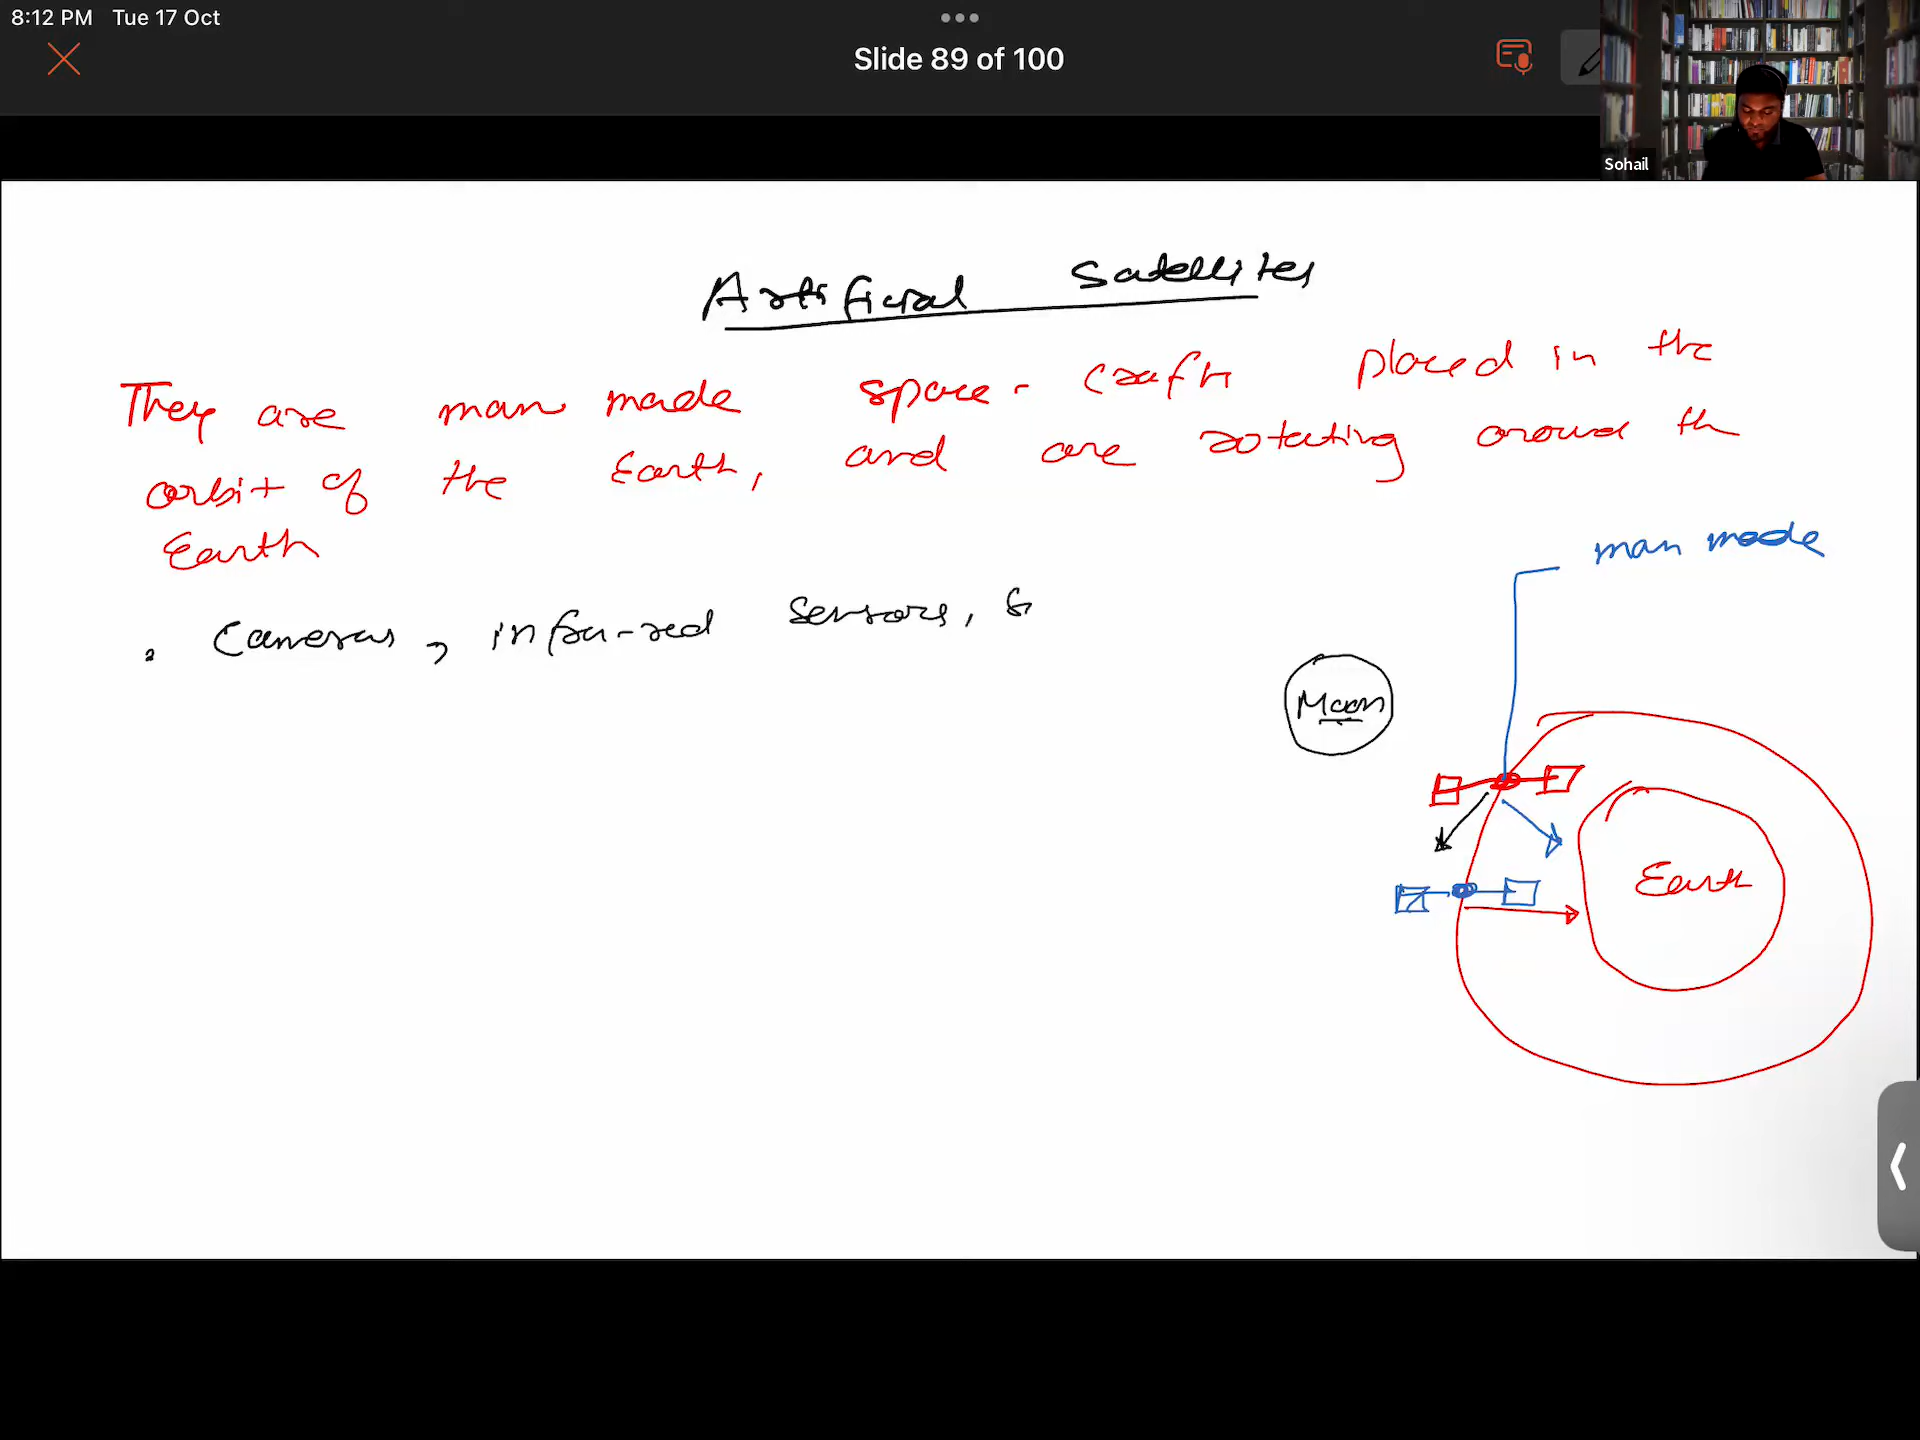 8:12 PM Tue 17 Oct
Slide 89 of 100
Sohail
Artificial Satellites
They are man made space-crafts placed in the
orbit of the Earth, and are rotating around th
Earth
man made
. Cameras, infra-red sensors, &
Moon
Earth